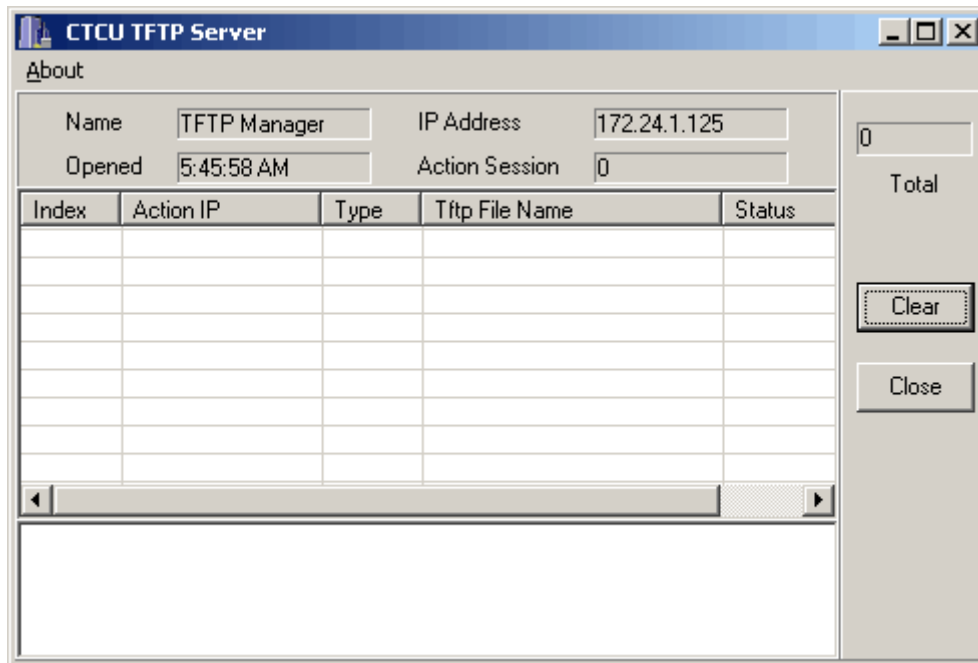 CTCU TFTP Server
About
Name TFTP Manager IP Address 172.24.1.125
Opened 5:45:58 AM Action Session 0
0
Total
Index Action IP Type Tftp File Name Status
Clear
Close